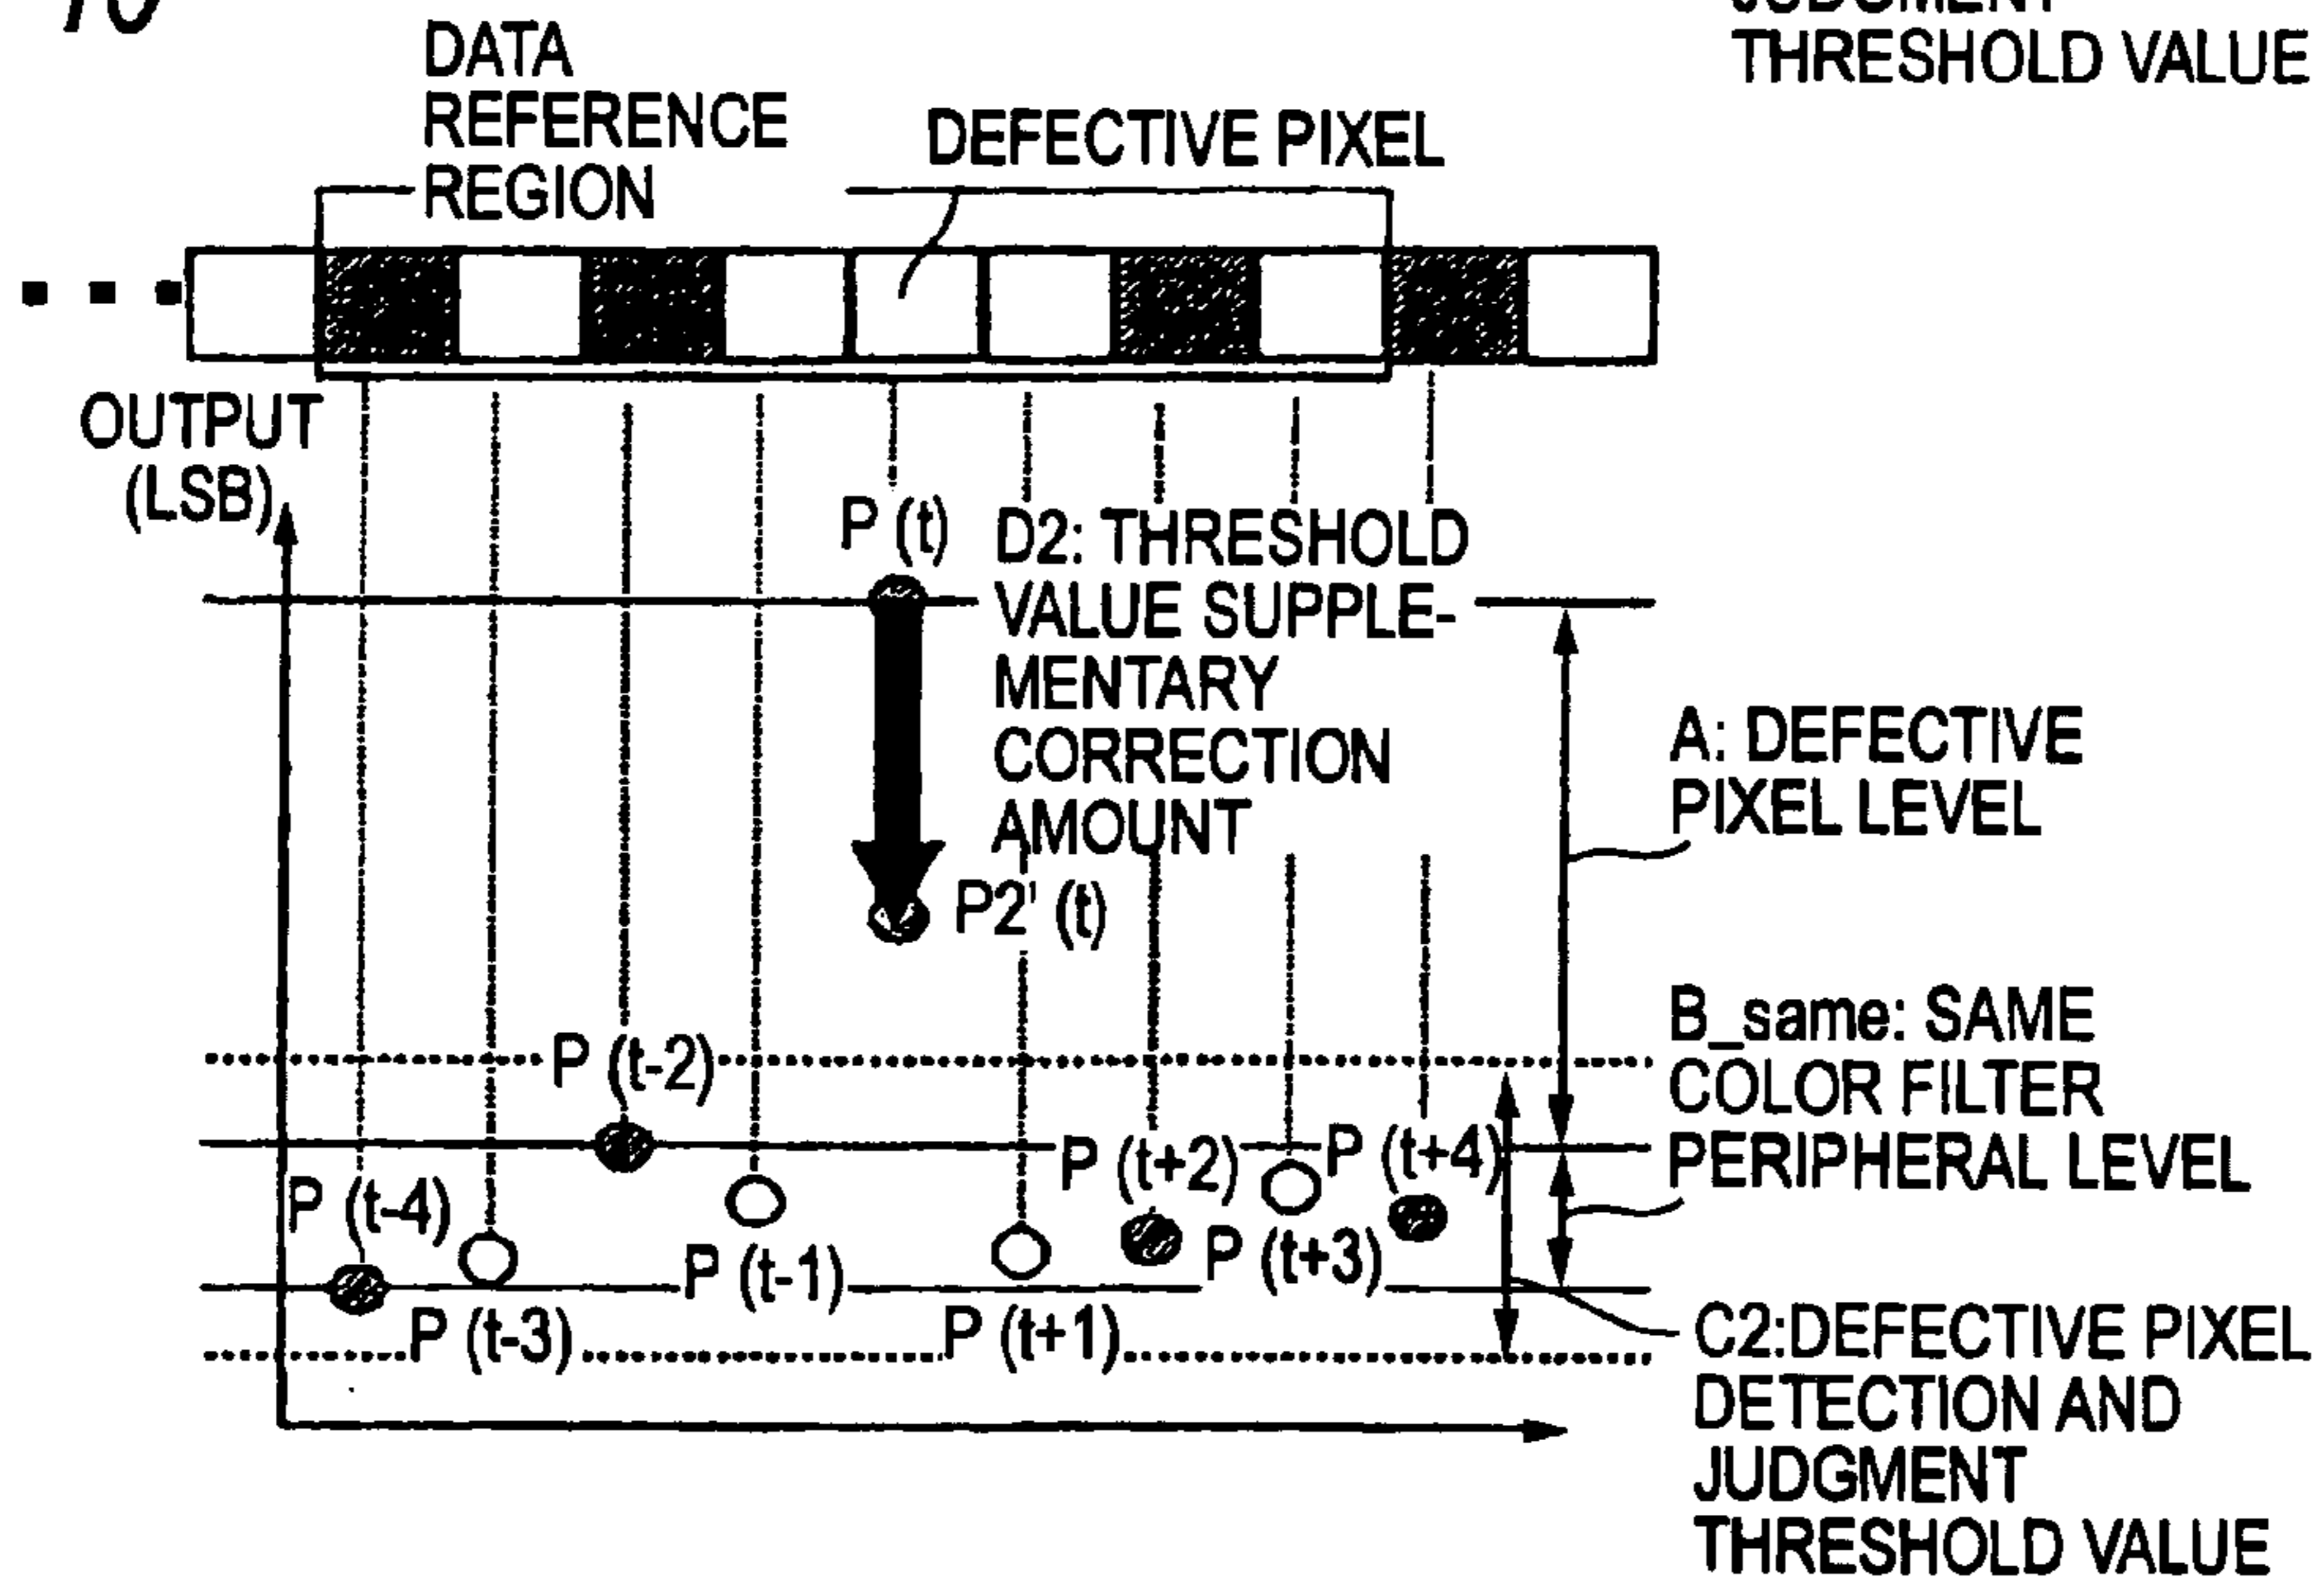 THRESHOLD VALUE
DATA
REFERENCE
REGION
DEFECTIVE PIXEL
OUTPUT
(LSB)
P (t)
D2: THRESHOLD
VALUE SUPPLE-
MENTARY
CORRECTION
AMOUNT
P2' (t)
A: DEFECTIVE
PIXEL LEVEL
B_same: SAME
COLOR FILTER
PERIPHERAL LEVEL
P (t-2)
P (t+2)
P (t+4)
P (t-4)
P (t-1)
P (t+3)
P (t-3)
P (t+1)
C2:DEFECTIVE PIXEL
DETECTION AND
JUDGMENT
THRESHOLD VALUE